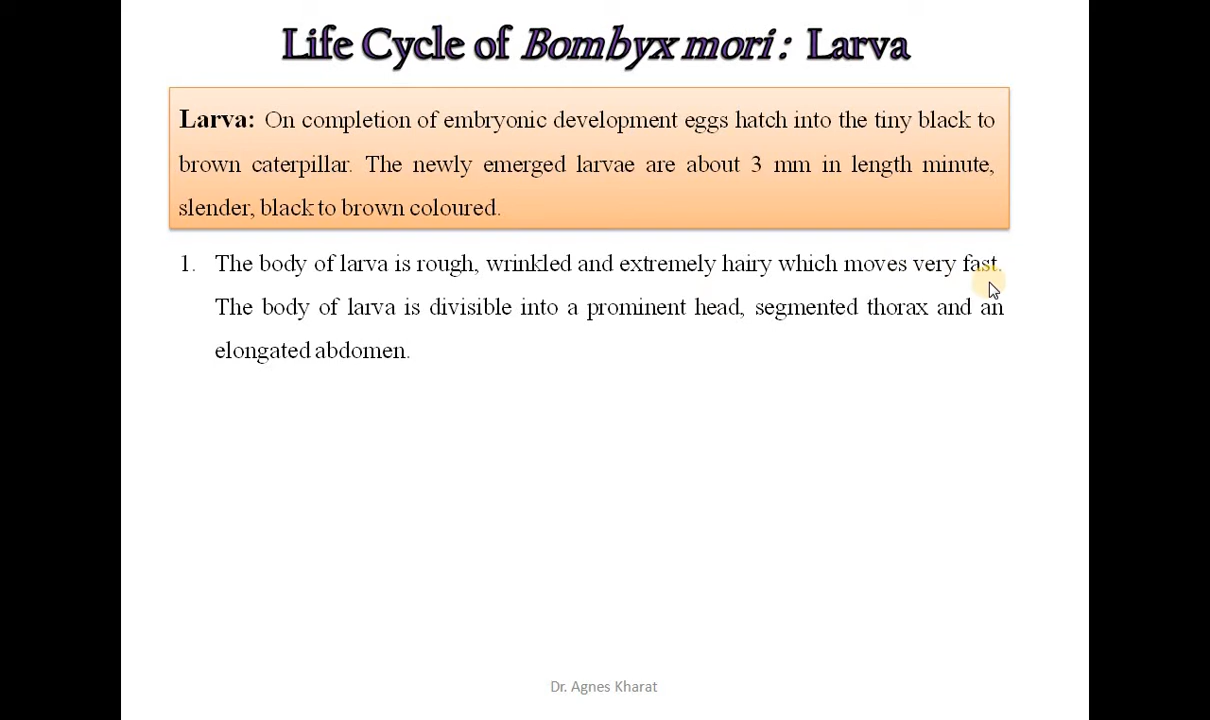 Life Cycle of Bombyx mori: Larva
Larva: On completion of embryonic development eggs hatch into the tiny black to
brown caterpillar. The newly emerged larvae are about 3 mm in length minute,
slender, black to brown coloured.
1. The body of larva is rough, wrinkled and extremely hairy which moves very fast.
The body of larva is divisible into a prominent head, segmented thorax and an
elongated abdomen.
Dr. Agnes Kharat